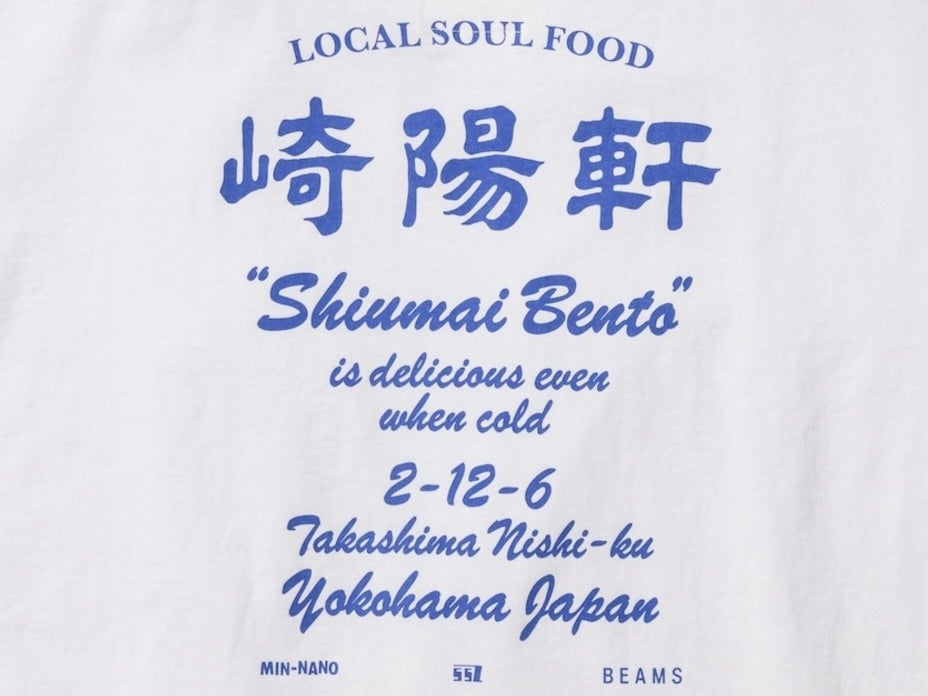 LOCAL SOUL FOOD
崎陽軒
“Shiumai Bento”
is delicious even
when cold
2-12-6
Takashima Nishi-ku
Yokohama Japan
MIN-NANO SSZ BEAMS